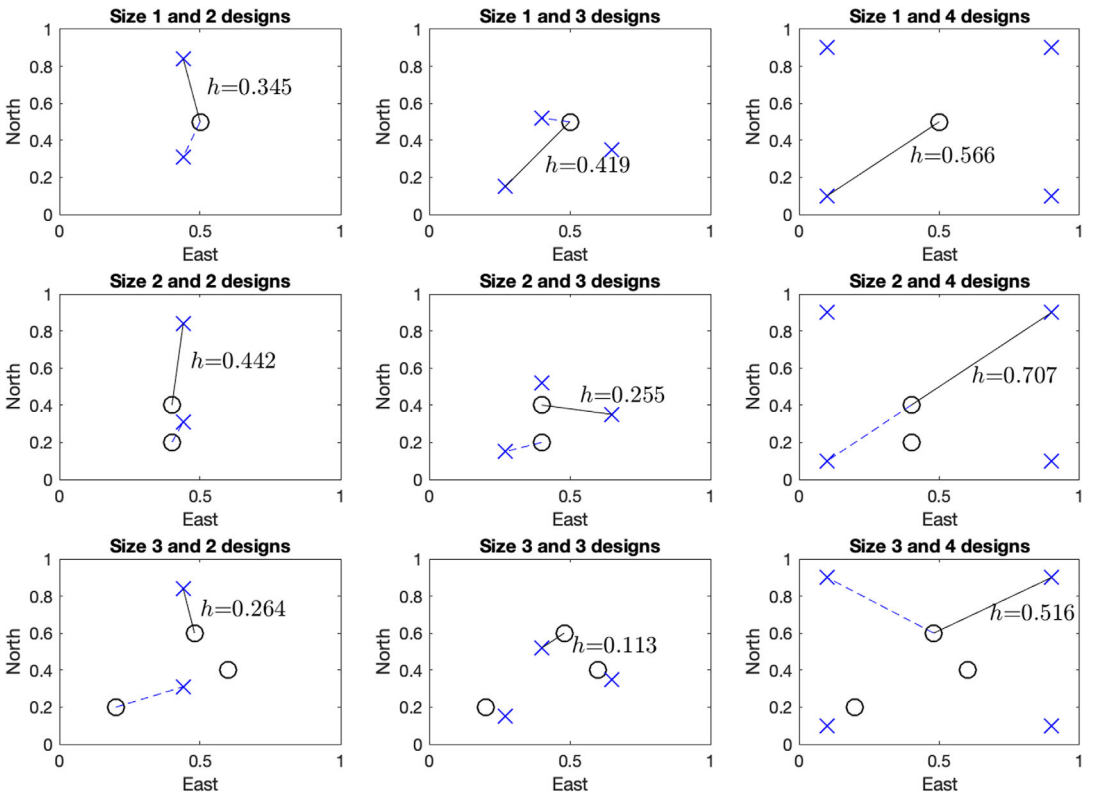 Size 1 and 2 designs
1
0.8
0.6
0.4
0.2
0
North
h=0.345
0 0.5 1
East
Size 1 and 3 designs
1
0.8
0.6
0.4
0.2
0
North
h=0.419
0 0.5 1
East
Size 1 and 4 designs
1
0.8
0.6
0.4
0.2
0
North
h=0.566
0 0.5 1
East
Size 2 and 2 designs
1
0.8
0.6
0.4
0.2
0
North
h=0.442
0 0.5 1
East
Size 2 and 3 designs
1
0.8
0.6
0.4
0.2
0
North
h=0.255
0 0.5 1
East
Size 2 and 4 designs
1
0.8
0.6
0.4
0.2
0
North
h=0.707
0 0.5 1
East
Size 3 and 2 designs
1
0.8
0.6
0.4
0.2
0
North
h=0.264
0 0.5 1
East
Size 3 and 3 designs
1
0.8
0.6
0.4
0.2
0
North
h=0.113
0 0.5 1
East
Size 3 and 4 designs
1
0.8
0.6
0.4
0.2
0
North
h=0.516
0 0.5 1
East